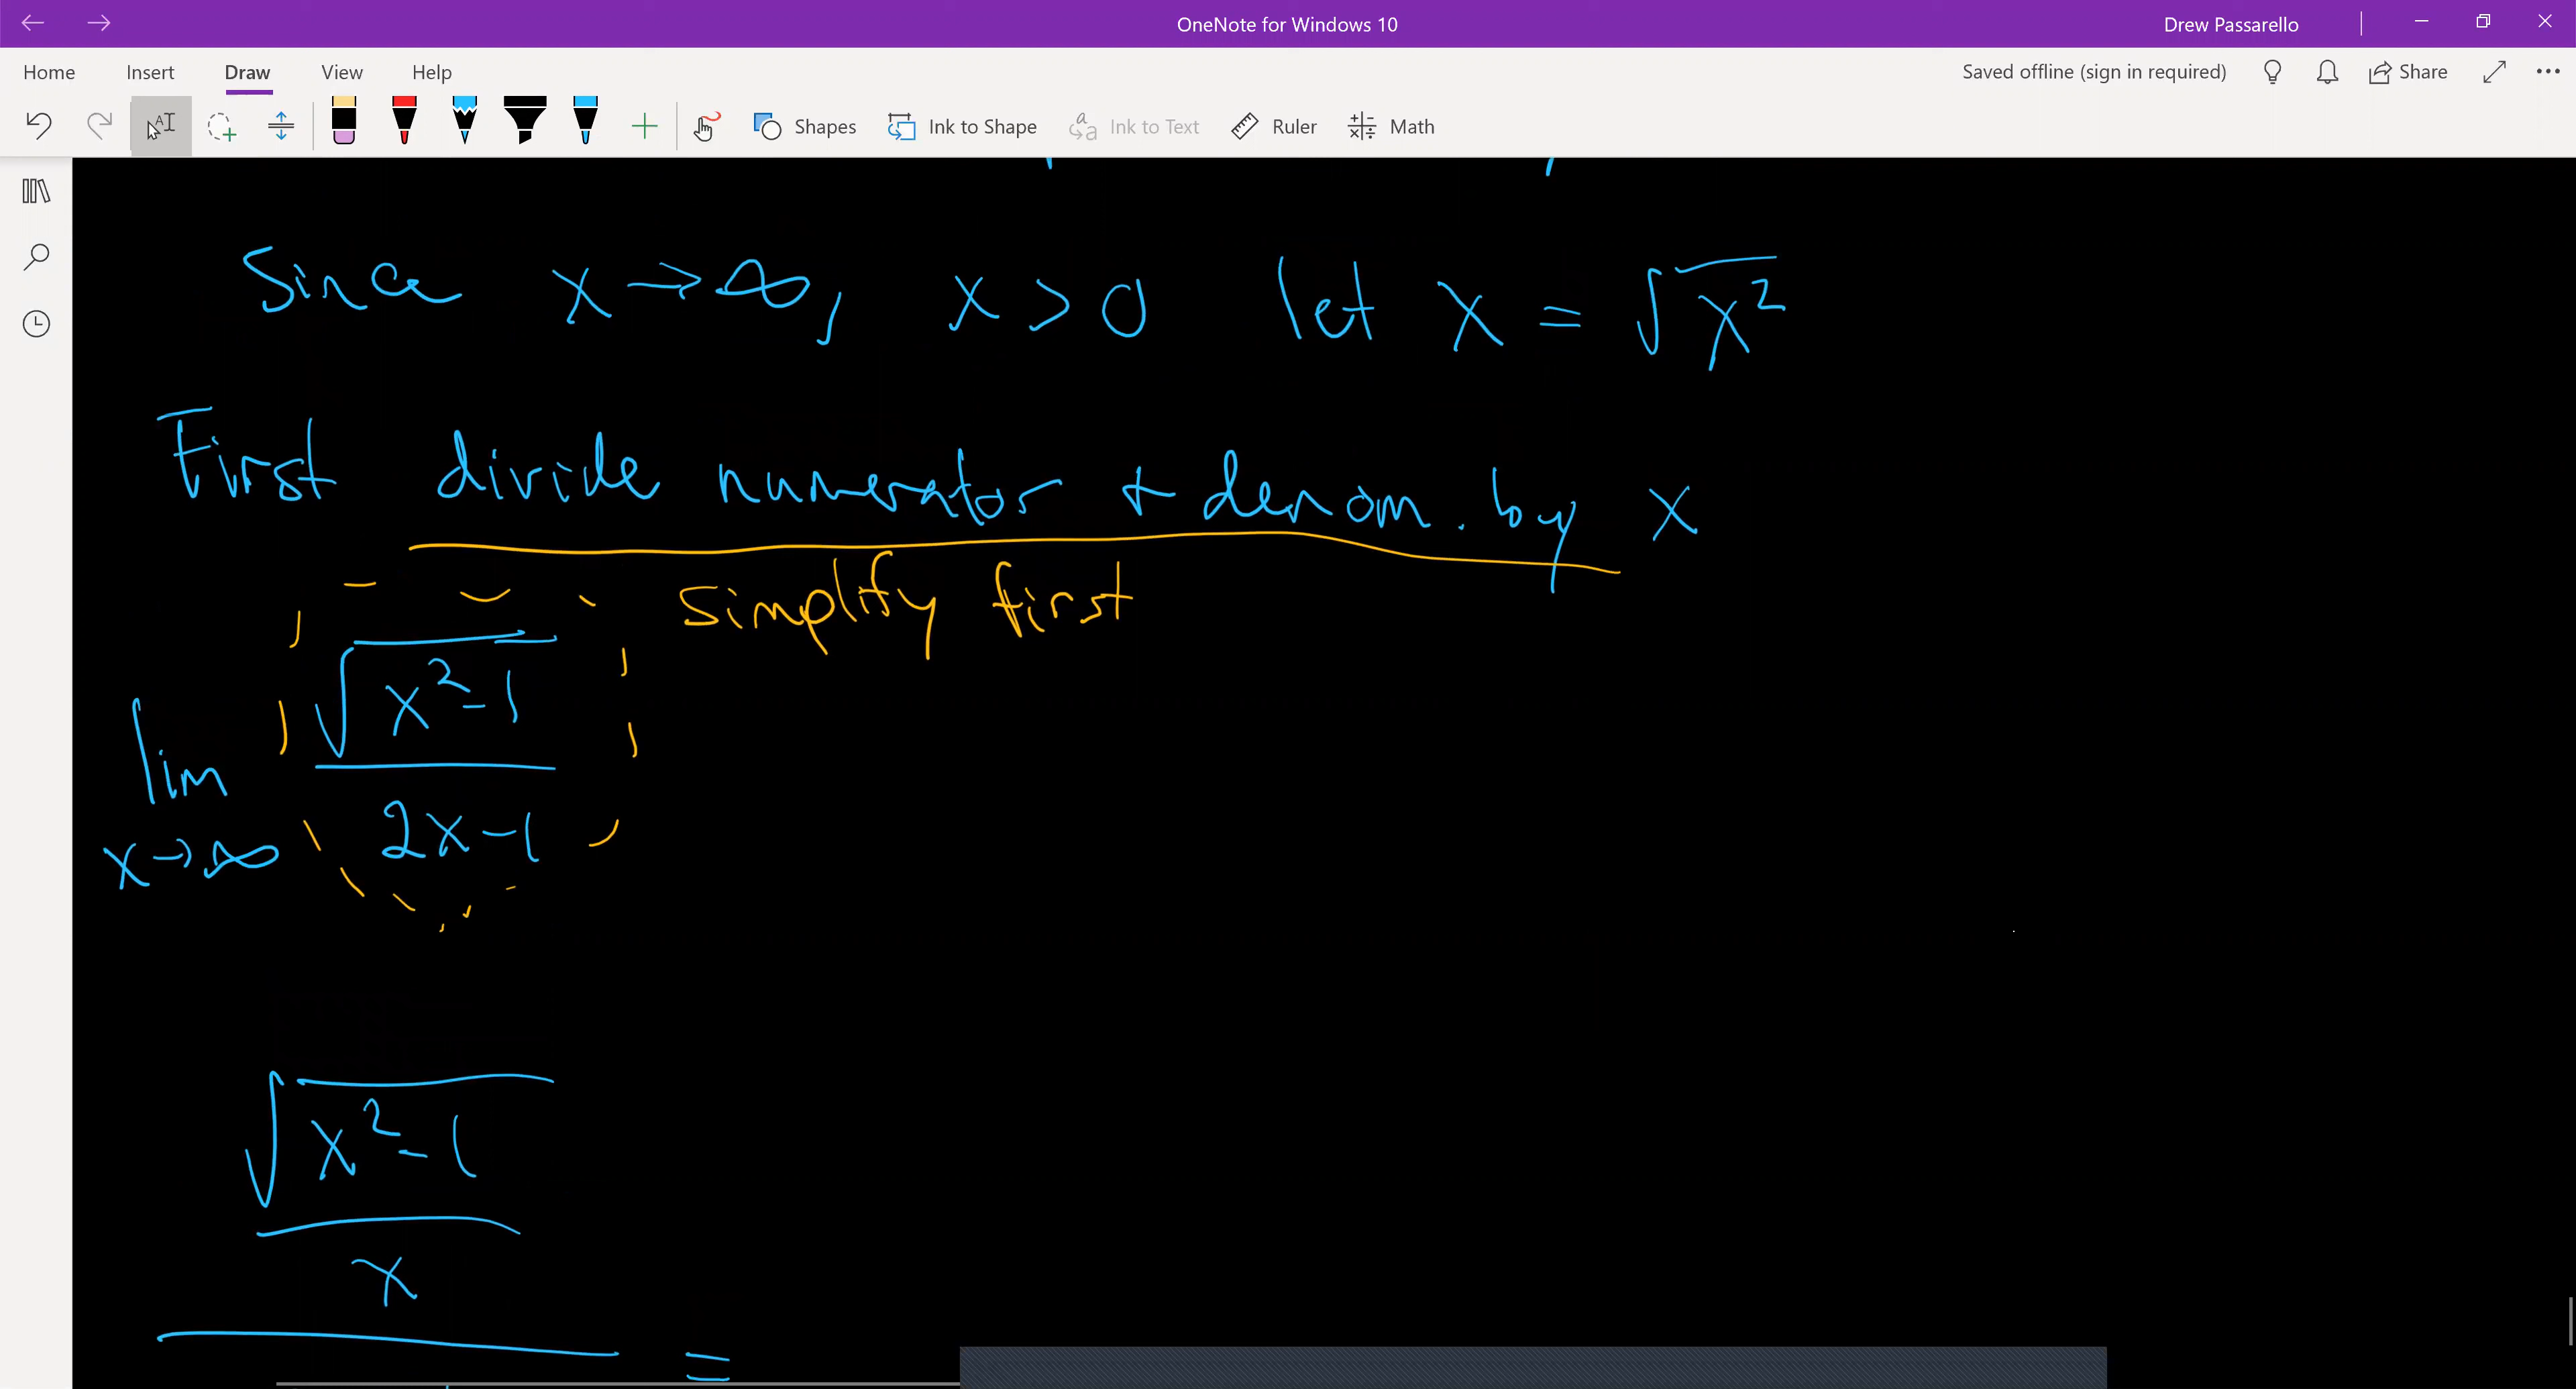 OneNote for Windows 10
Drew Passarello
Home Insert Draw View Help
Saved offline (sign in required) Share
Shapes Ink to Shape Ink to Text Ruler Math
Since x→∞, x > 0 let x = √x²
First divide numerator + denom. by x
simplify first
lim x→∞ √(x²-1) / (2x-1)
√(x²-1)
x
=